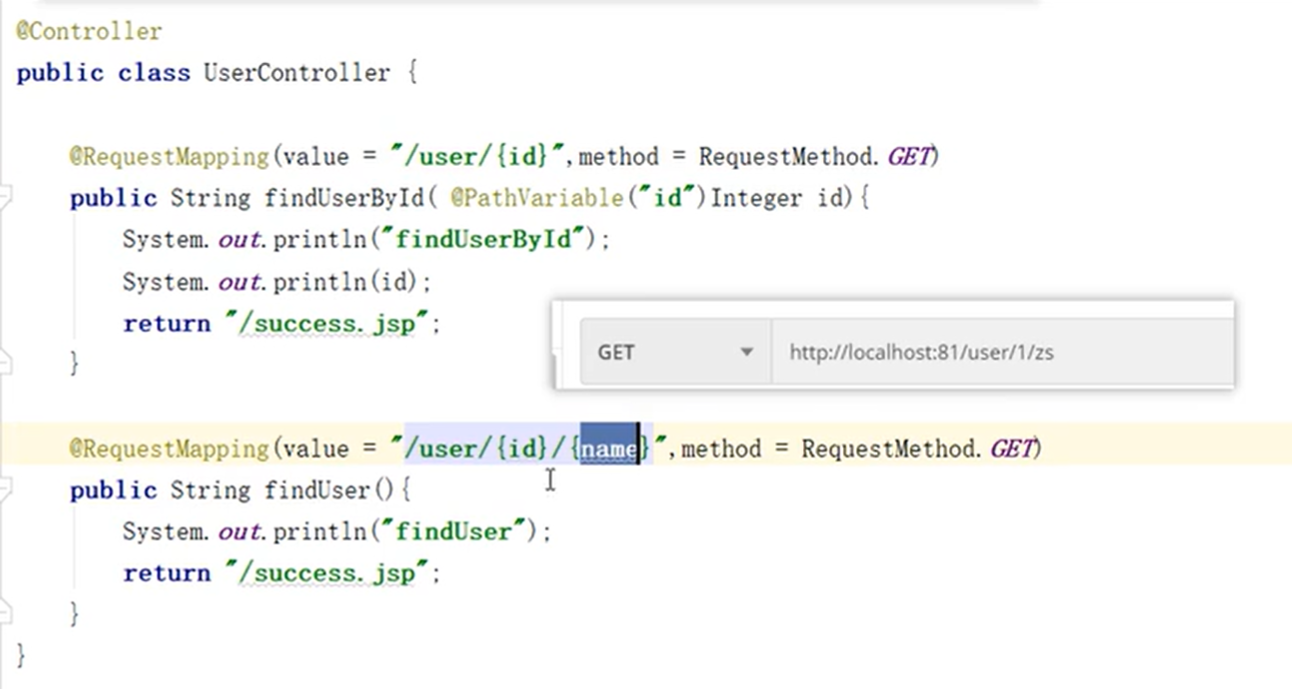 @Controller
public class UserController {
@RequestMapping(value = "/user/{id}",method = RequestMethod.GET)
public String findUserById( @PathVariable("id")Integer id){
System.out.println("findUserById");
System.out.println(id);
return "/success.jsp";
}
GET http://localhost:81/user/1/zs
@RequestMapping(value = "/user/{id}/{name}",method = RequestMethod.GET)
public String findUser(){
System.out.println("findUser");
return "/success.jsp";
}
}